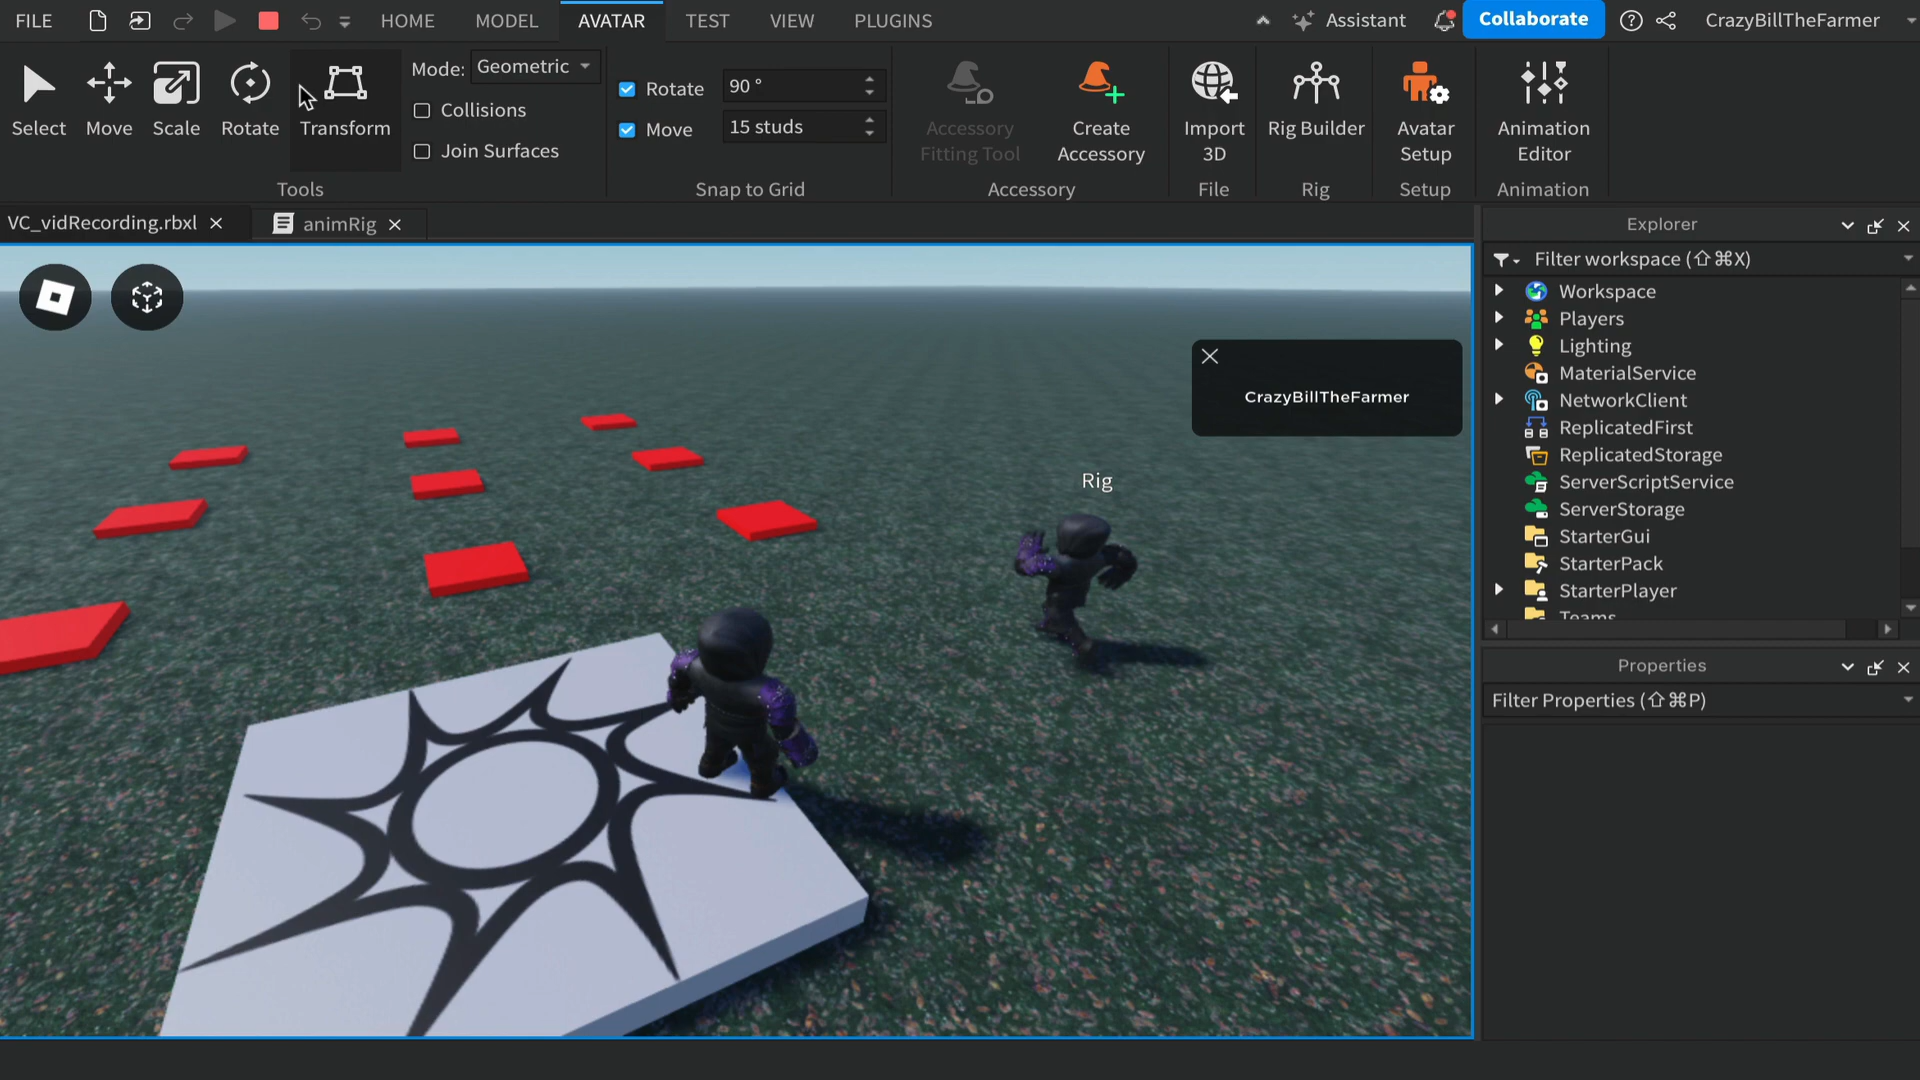 FILE
HOME
MODEL
AVATAR
TEST
VIEW
PLUGINS
Assistant
Collaborate
CrazyBillTheFarmer
Select
Move
Scale
Rotate
Transform
Mode: Geometric
Collisions
Join Surfaces
Tools
Rotate 90 °
Move 15 studs
Snap to Grid
Accessory
Fitting Tool
Create
Accessory
Accessory
Import
3D
File
Rig Builder
Rig
Avatar
Setup
Setup
Animation
Editor
Animation
VC_vidRecording.rbxl
animRig
CrazyBillTheFarmer
Rig
Explorer
Filter workspace (⇧⌘X)
Workspace
Players
Lighting
MaterialService
NetworkClient
ReplicatedFirst
ReplicatedStorage
ServerScriptService
ServerStorage
StarterGui
StarterPack
StarterPlayer
Teams
Properties
Filter Properties (⇧⌘P)